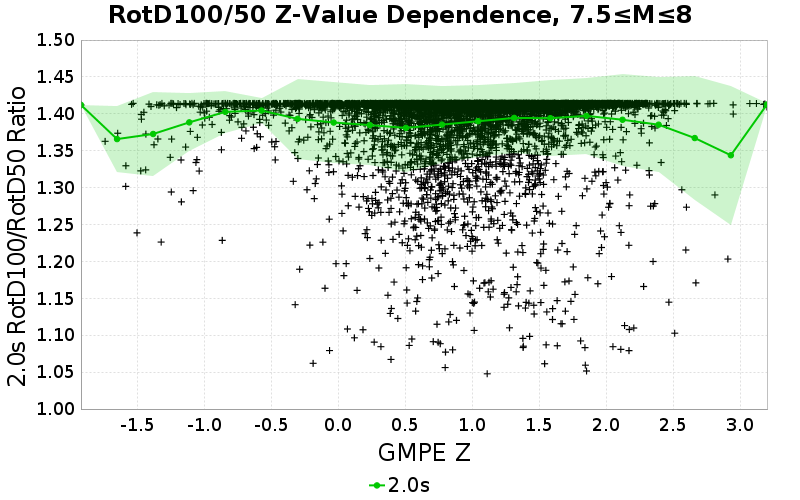 RotD100/50 Z-Value Dependence, 7.5≤M≤8
2.0s RotD100/RotD50 Ratio
1.50
1.45
1.40
1.35
1.30
1.25
1.20
1.15
1.10
1.05
1.00
-1.5 -1.0 -0.5 0.0 0.5 1.0 1.5 2.0 2.5 3.0
GMPE Z
2.0s